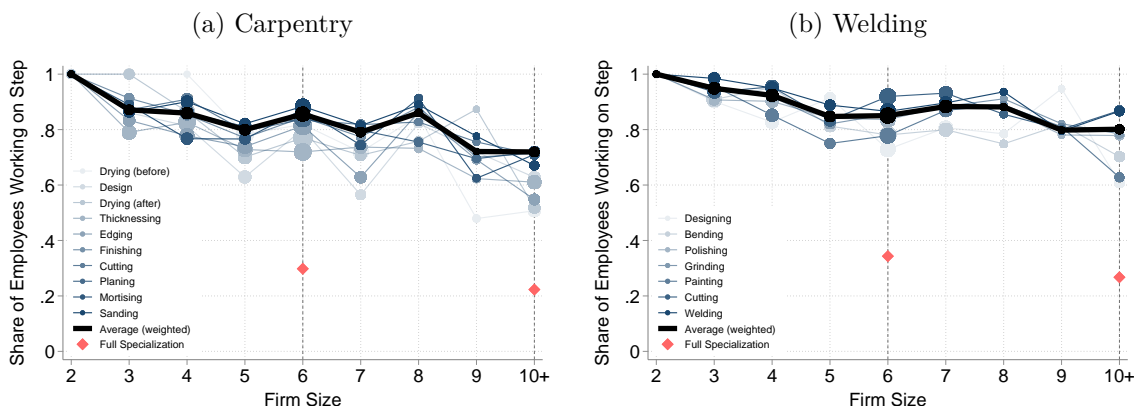 (a) Carpentry
Share of Employees Working on Step
1
.8
.6
.4
.2
0
Drying (before)
Design
Drying (after)
Thicknessing
Edging
Finishing
Cutting
Planing
Mortising
Sanding
Average (weighted)
Full Specialization
2 3 4 5 6 7 8 9 10+
Firm Size
(b) Welding
Share of Employees Working on Step
1
.8
.6
.4
.2
0
Designing
Bending
Polishing
Grinding
Painting
Cutting
Welding
Average (weighted)
Full Specialization
2 3 4 5 6 7 8 9 10+
Firm Size